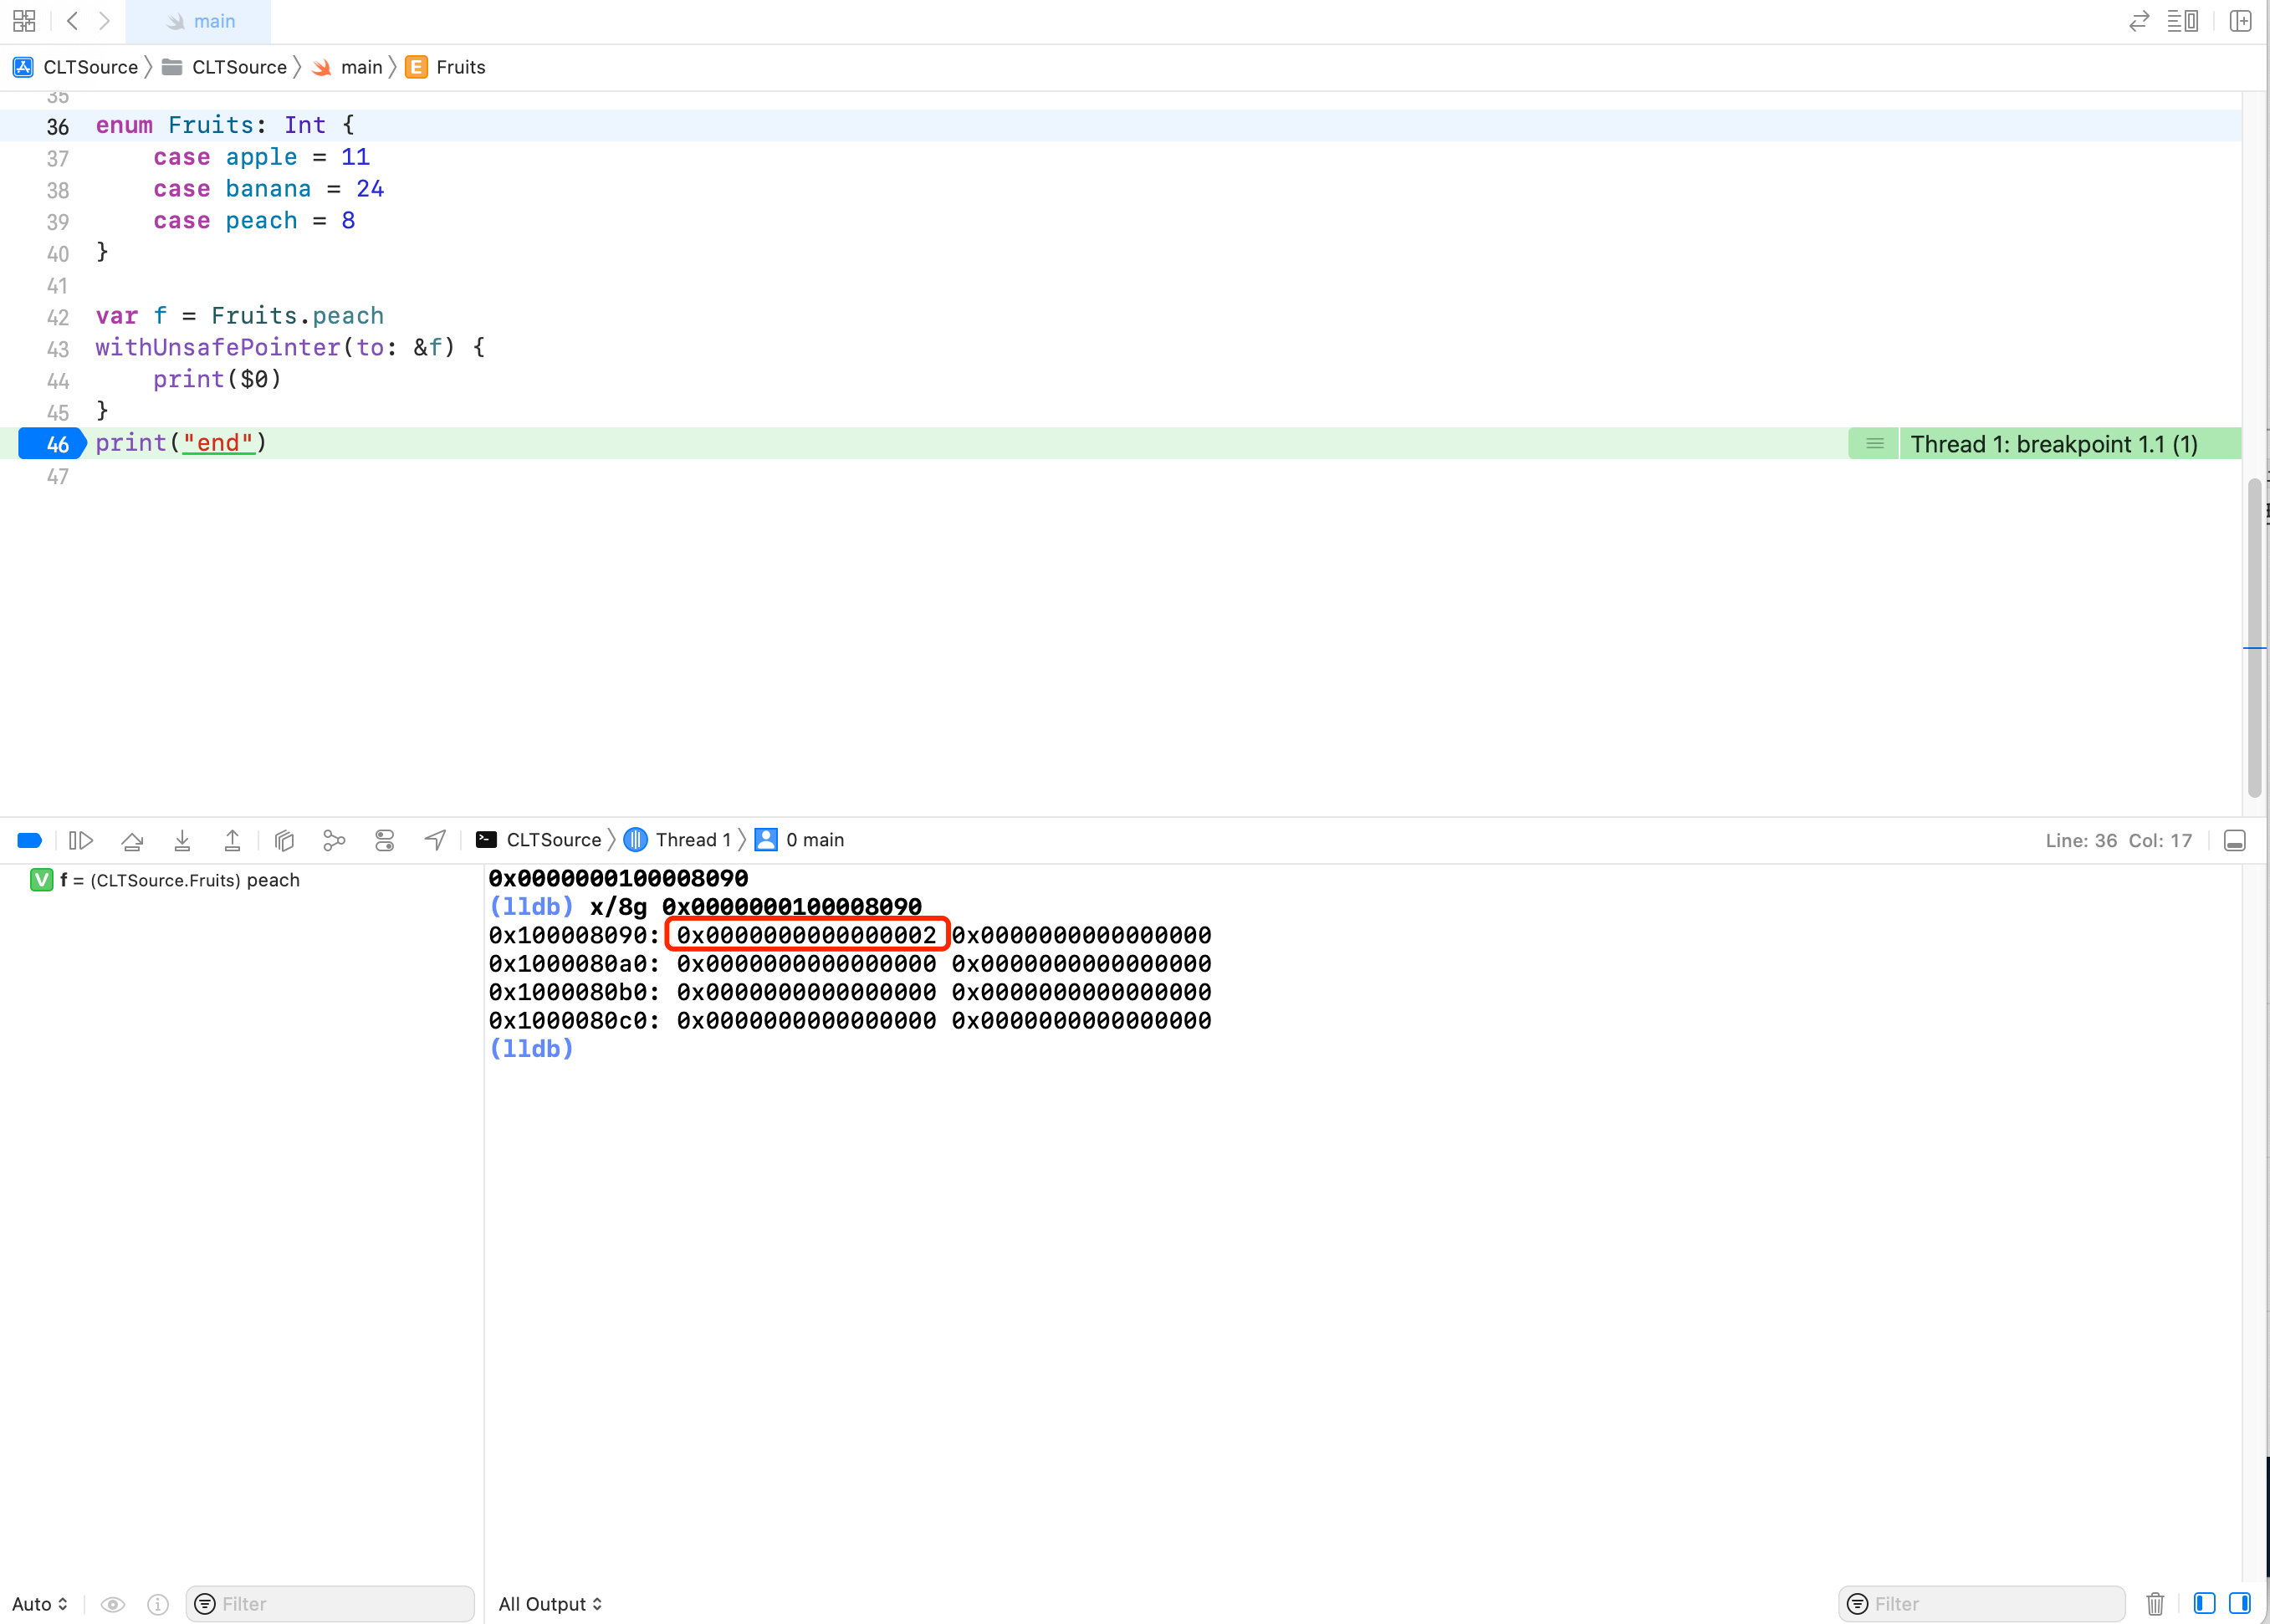 main
CLTSource CLTSource main E Fruits
35
36 enum Fruits: Int {
37 case apple = 11
38 case banana = 24
39 case peach = 8
40 }
41
42 var f = Fruits.peach
43 withUnsafePointer(to: &f) {
44 print($0)
45 }
46 print("end") Thread 1: breakpoint 1.1 (1)
47
CLTSource Thread 1 0 main Line: 36 Col: 17
V f = (CLTSource.Fruits) peach
0x0000000100008090
(lldb) x/8g 0x0000000100008090
0x100008090: 0x0000000000000002 0x0000000000000000
0x1000080a0: 0x0000000000000000 0x0000000000000000
0x1000080b0: 0x0000000000000000 0x0000000000000000
0x1000080c0: 0x0000000000000000 0x0000000000000000
(lldb)
Auto Filter All Output Filter